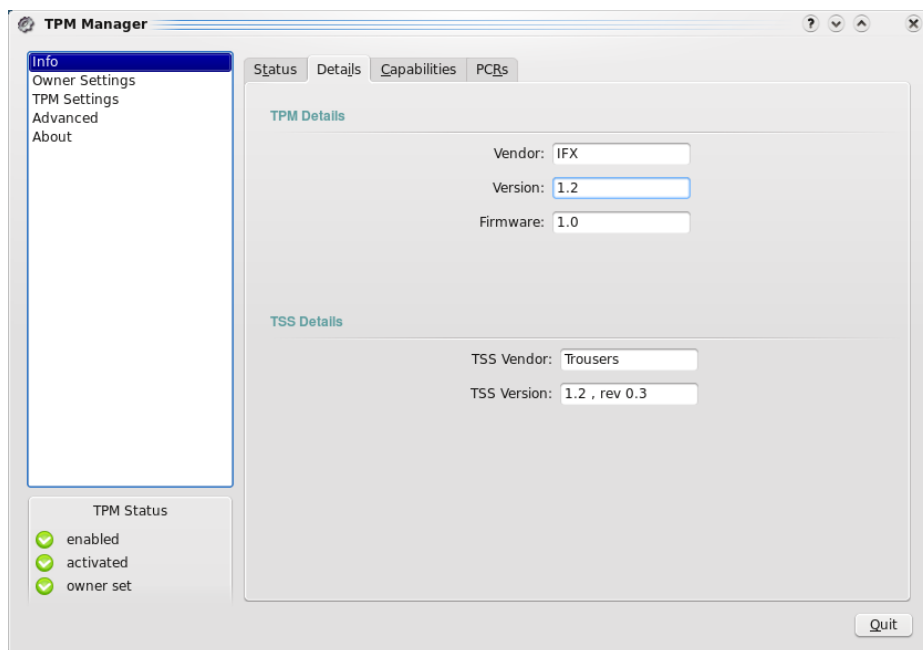 TPM Manager
Info
Owner Settings
TPM Settings
Advanced
About
TPM Status
enabled
activated
owner set
Status Details Capabilities PCRs
TPM Details
Vendor: IFX
Version: 1.2
Firmware: 1.0
TSS Details
TSS Vendor: Trousers
TSS Version: 1.2 , rev 0.3
Quit